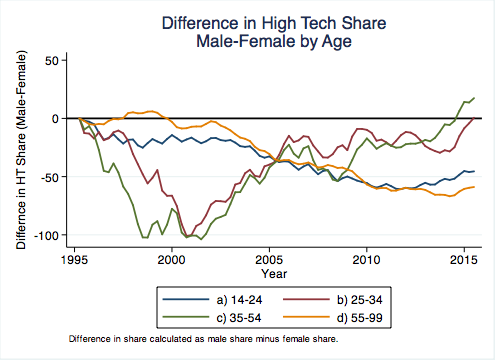 Difference in High Tech Share
Male-Female by Age
Differnce in HT Share (Male-Female)
50
0
-50
-100
1995
2000
2005
2010
2015
Year
a) 14-24
b) 25-34
c) 35-54
d) 55-99
Difference in share calculated as male share minus female share.